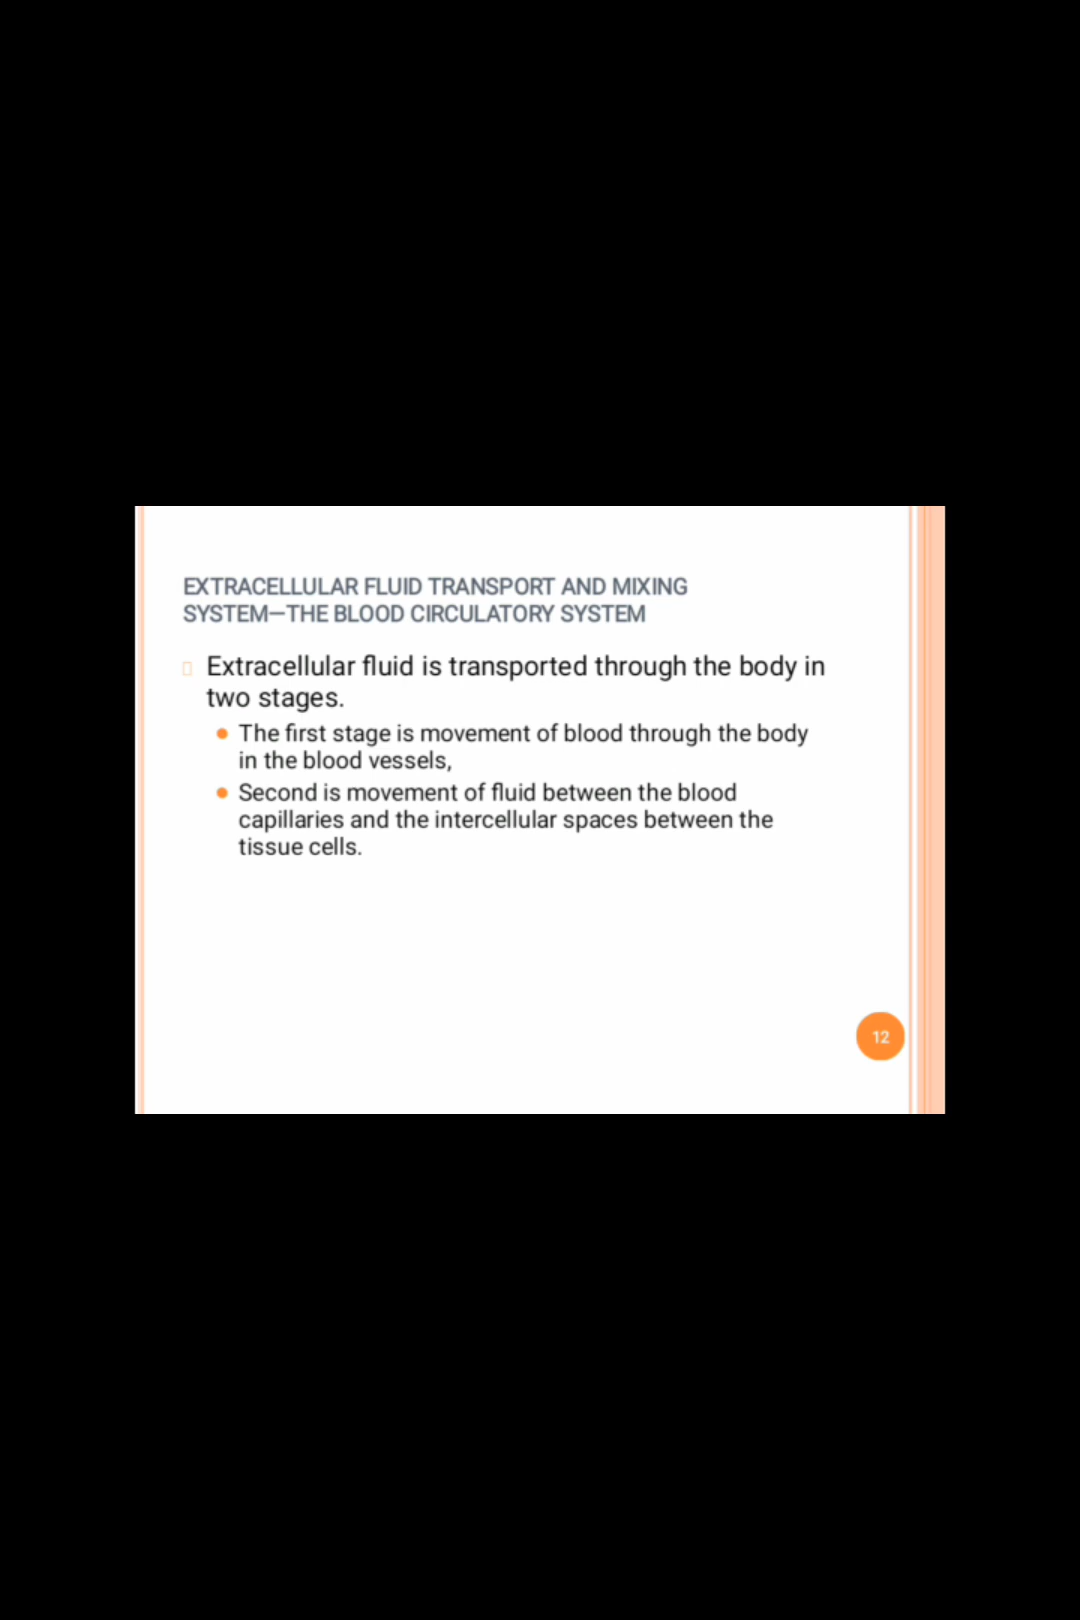 EXTRACELLULAR FLUID TRANSPORT AND MIXING
SYSTEM—THE BLOOD CIRCULATORY SYSTEM
Extracellular fluid is transported through the body in
two stages.
The first stage is movement of blood through the body
in the blood vessels,
Second is movement of fluid between the blood
capillaries and the intercellular spaces between the
tissue cells.
12